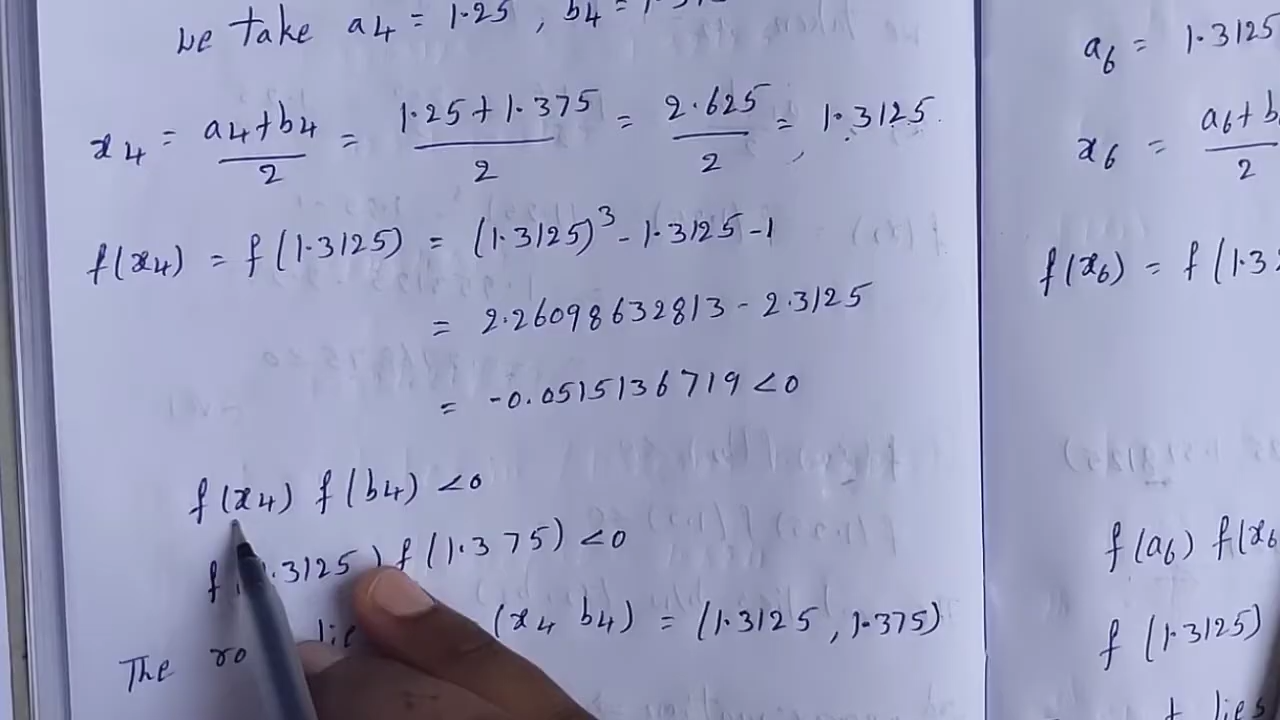 we take a4 = 1.25 , b4 =
x4 = a4+b4/2 = 1.25+1.375/2 = 2.625/2 = 1.3125.
f(x4) = f(1.3125) = (1.3125)³ - 1.3125 - 1
= 2.26098632813 - 2.3125
= -0.0515136719 < 0
f(x4) f(b4) < 0
f( .3125) f(1.375) < 0
The (x4 b4) = (1.3125, 1.375)
a6 = 1.3125
x6 = a6+b/2
f(x6) = f(1.3
f(a6) f(x6
f(1.3125)
lies